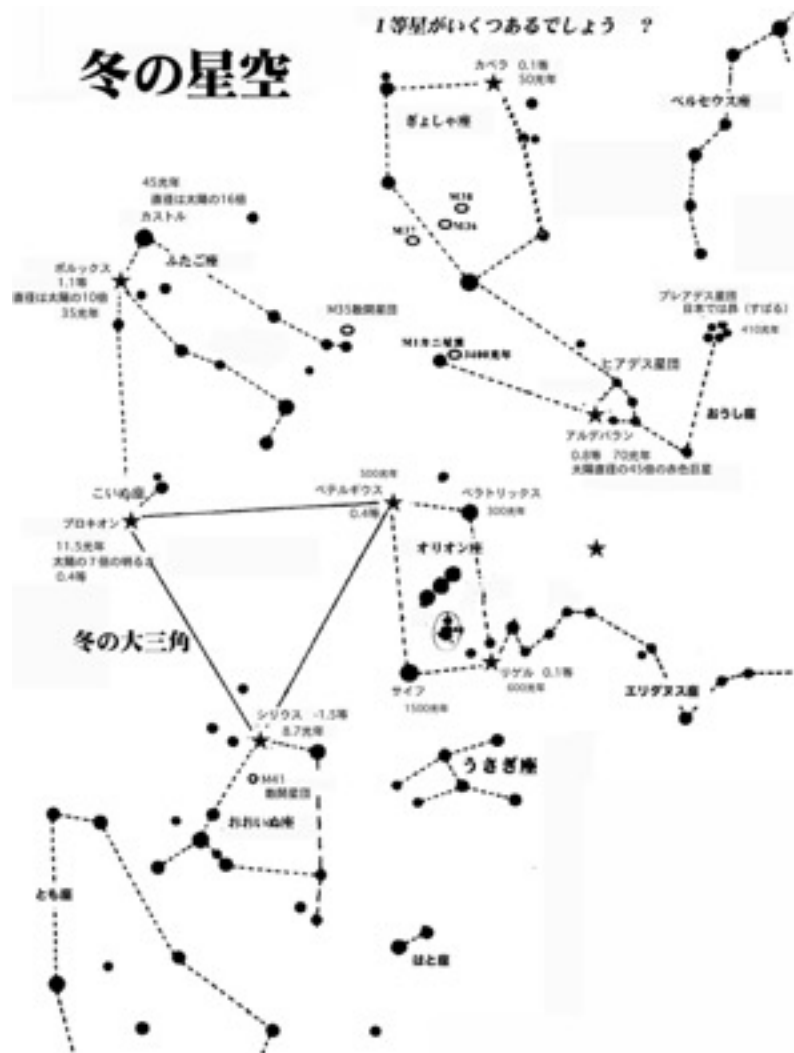 冬の星空
1等星がいくつあるでしょう　？
カペラ　0.1等
50光年
ぎょしゃ座
ペルセウス座
M38
M36
M37
45光年
直径は太陽の16倍
カストル
ふたご座
ポルックス
1.1等
直径は太陽の10倍
35光年
M35散開星団
プレアデス星団
日本では昴（すばる）
410光年
M1カニ星雲
3400光年
ヒアデス星団
おうし座
アルデバラン
0.8等　70光年
太陽直径の45倍の赤色巨星
こいぬ座
プロキオン
11.5光年
太陽の７倍の明るさ
0.4等
500光年
ベテルギウス
0.4等
ベラトリックス
300光年
オリオン座
冬の大三角
サイフ
1500光年
リゲル　0.1等
600光年
エリダヌス座
シリウス　-1.5等
8.7光年
M41
散開星団
おおいぬ座
うさぎ座
とも座
はと座